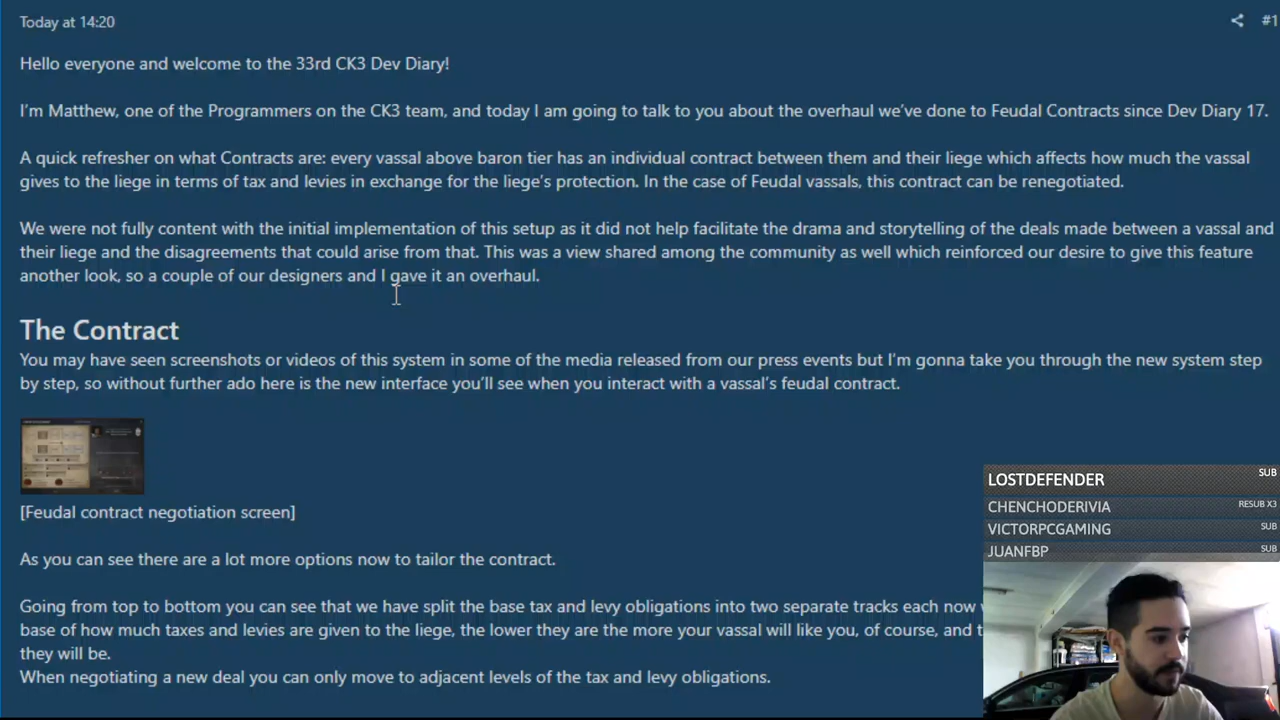 Today at 14:20
#1
Hello everyone and welcome to the 33rd CK3 Dev Diary!
I'm Matthew, one of the Programmers on the CK3 team, and today I am going to talk to you about the overhaul we've done to Feudal Contracts since Dev Diary 17.
A quick refresher on what Contracts are: every vassal above baron tier has an individual contract between them and their liege which affects how much the vassal
gives to the liege in terms of tax and levies in exchange for the liege's protection. In the case of Feudal vassals, this contract can be renegotiated.
We were not fully content with the initial implementation of this setup as it did not help facilitate the drama and storytelling of the deals made between a vassal and
their liege and the disagreements that could arise from that. This was a view shared among the community as well which reinforced our desire to give this feature
another look, so a couple of our designers and I gave it an overhaul.
The Contract
You may have seen screenshots or videos of this system in some of the media released from our press events but I'm gonna take you through the new system step
by step, so without further ado here is the new interface you'll see when you interact with a vassal's feudal contract.
[Feudal contract negotiation screen]
As you can see there are a lot more options now to tailor the contract.
Going from top to bottom you can see that we have split the base tax and levy obligations into two separate tracks each now
base of how much taxes and levies are given to the liege, the lower they are the more your vassal will like you, of course, and
they will be.
When negotiating a new deal you can only move to adjacent levels of the tax and levy obligations.
LOSTDEFENDER SUB
CHENCHODERIVIA RESUB X3
VICTORPCGAMING SUB
JUANFBP SUB